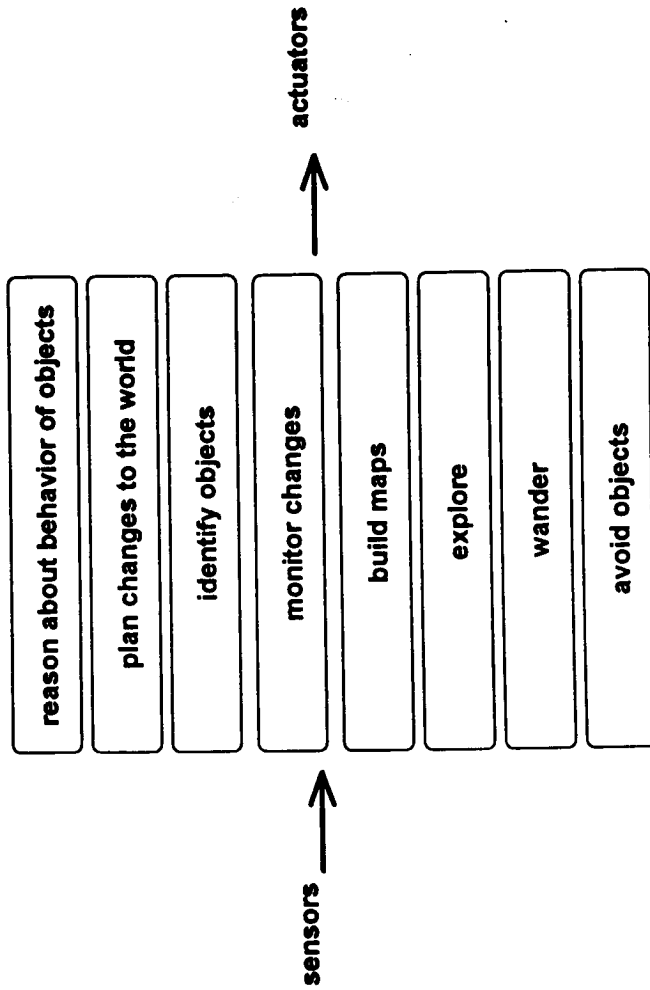 reason about behavior of objects
plan changes to the world
identify objects
sensors
monitor changes
actuators
build maps
explore
wander
avoid objects